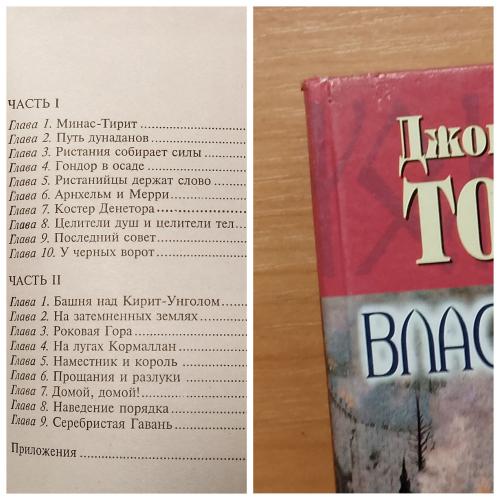 ЧАСТЬ I
Глава 1. Минас-Тирит
Глава 2. Путь дунаданов
Глава 3. Ристания собирает силы
Глава 4. Гондор в осаде
Глава 5. Ристанийцы держат слово
Глава 6. Арнхельм и Мерри
Глава 7. Костер Денетора
Глава 8. Целители душ и целители тел
Глава 9. Последний совет
Глава 10. У черных ворот
ЧАСТЬ II
Глава 1. Башня над Кирит-Унголом
Глава 2. На затемненных землях
Глава 3. Роковая Гора
Глава 4. На лугах Кормаллан
Глава 5. Наместник и король
Глава 6. Прощания и разлуки
Глава 7. Домой, домой!
Глава 8. Наведение порядка
Глава 9. Серебристая Гавань
Приложения
Джо
ТО
ВЛАС